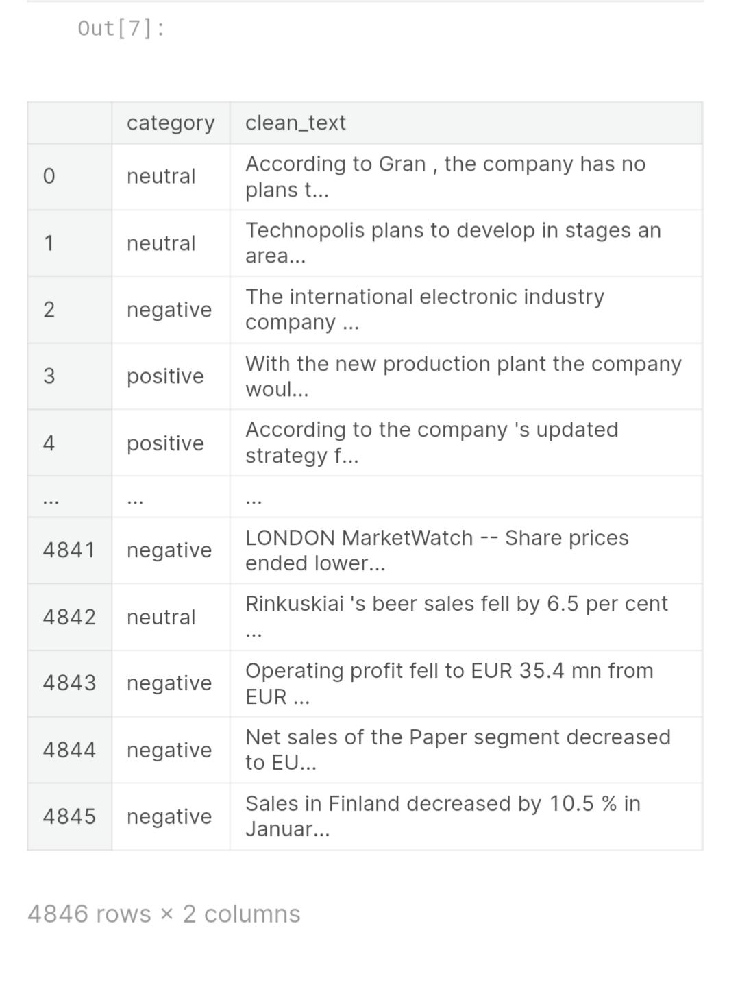 Out[7]:
category clean_text
0 neutral According to Gran , the company has no
plans t...
1 neutral Technopolis plans to develop in stages an
area...
2 negative The international electronic industry
company ...
3 positive With the new production plant the company
woul...
4 positive According to the company 's updated
strategy f...
... ... ...
4841 negative LONDON MarketWatch -- Share prices
ended lower...
4842 neutral Rinkuskiai 's beer sales fell by 6.5 per cent
...
4843 negative Operating profit fell to EUR 35.4 mn from
EUR ...
4844 negative Net sales of the Paper segment decreased
to EU...
4845 negative Sales in Finland decreased by 10.5 % in
Januar...
4846 rows × 2 columns